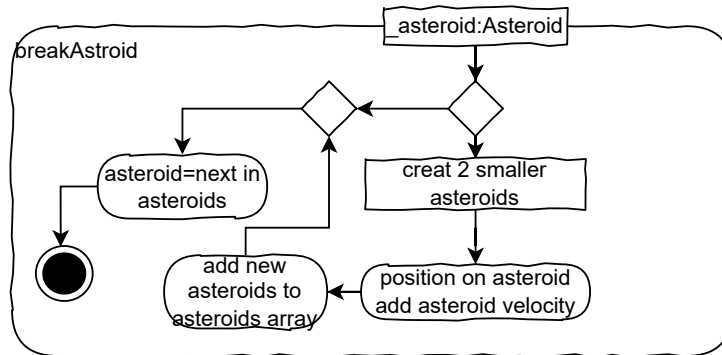 _asteroid:Asteroid
breakAstroid
asteroid=next in
asteroids
creat 2 smaller
asteroids
add new
asteroids to
asteroids array
position on asteroid
add asteroid velocity